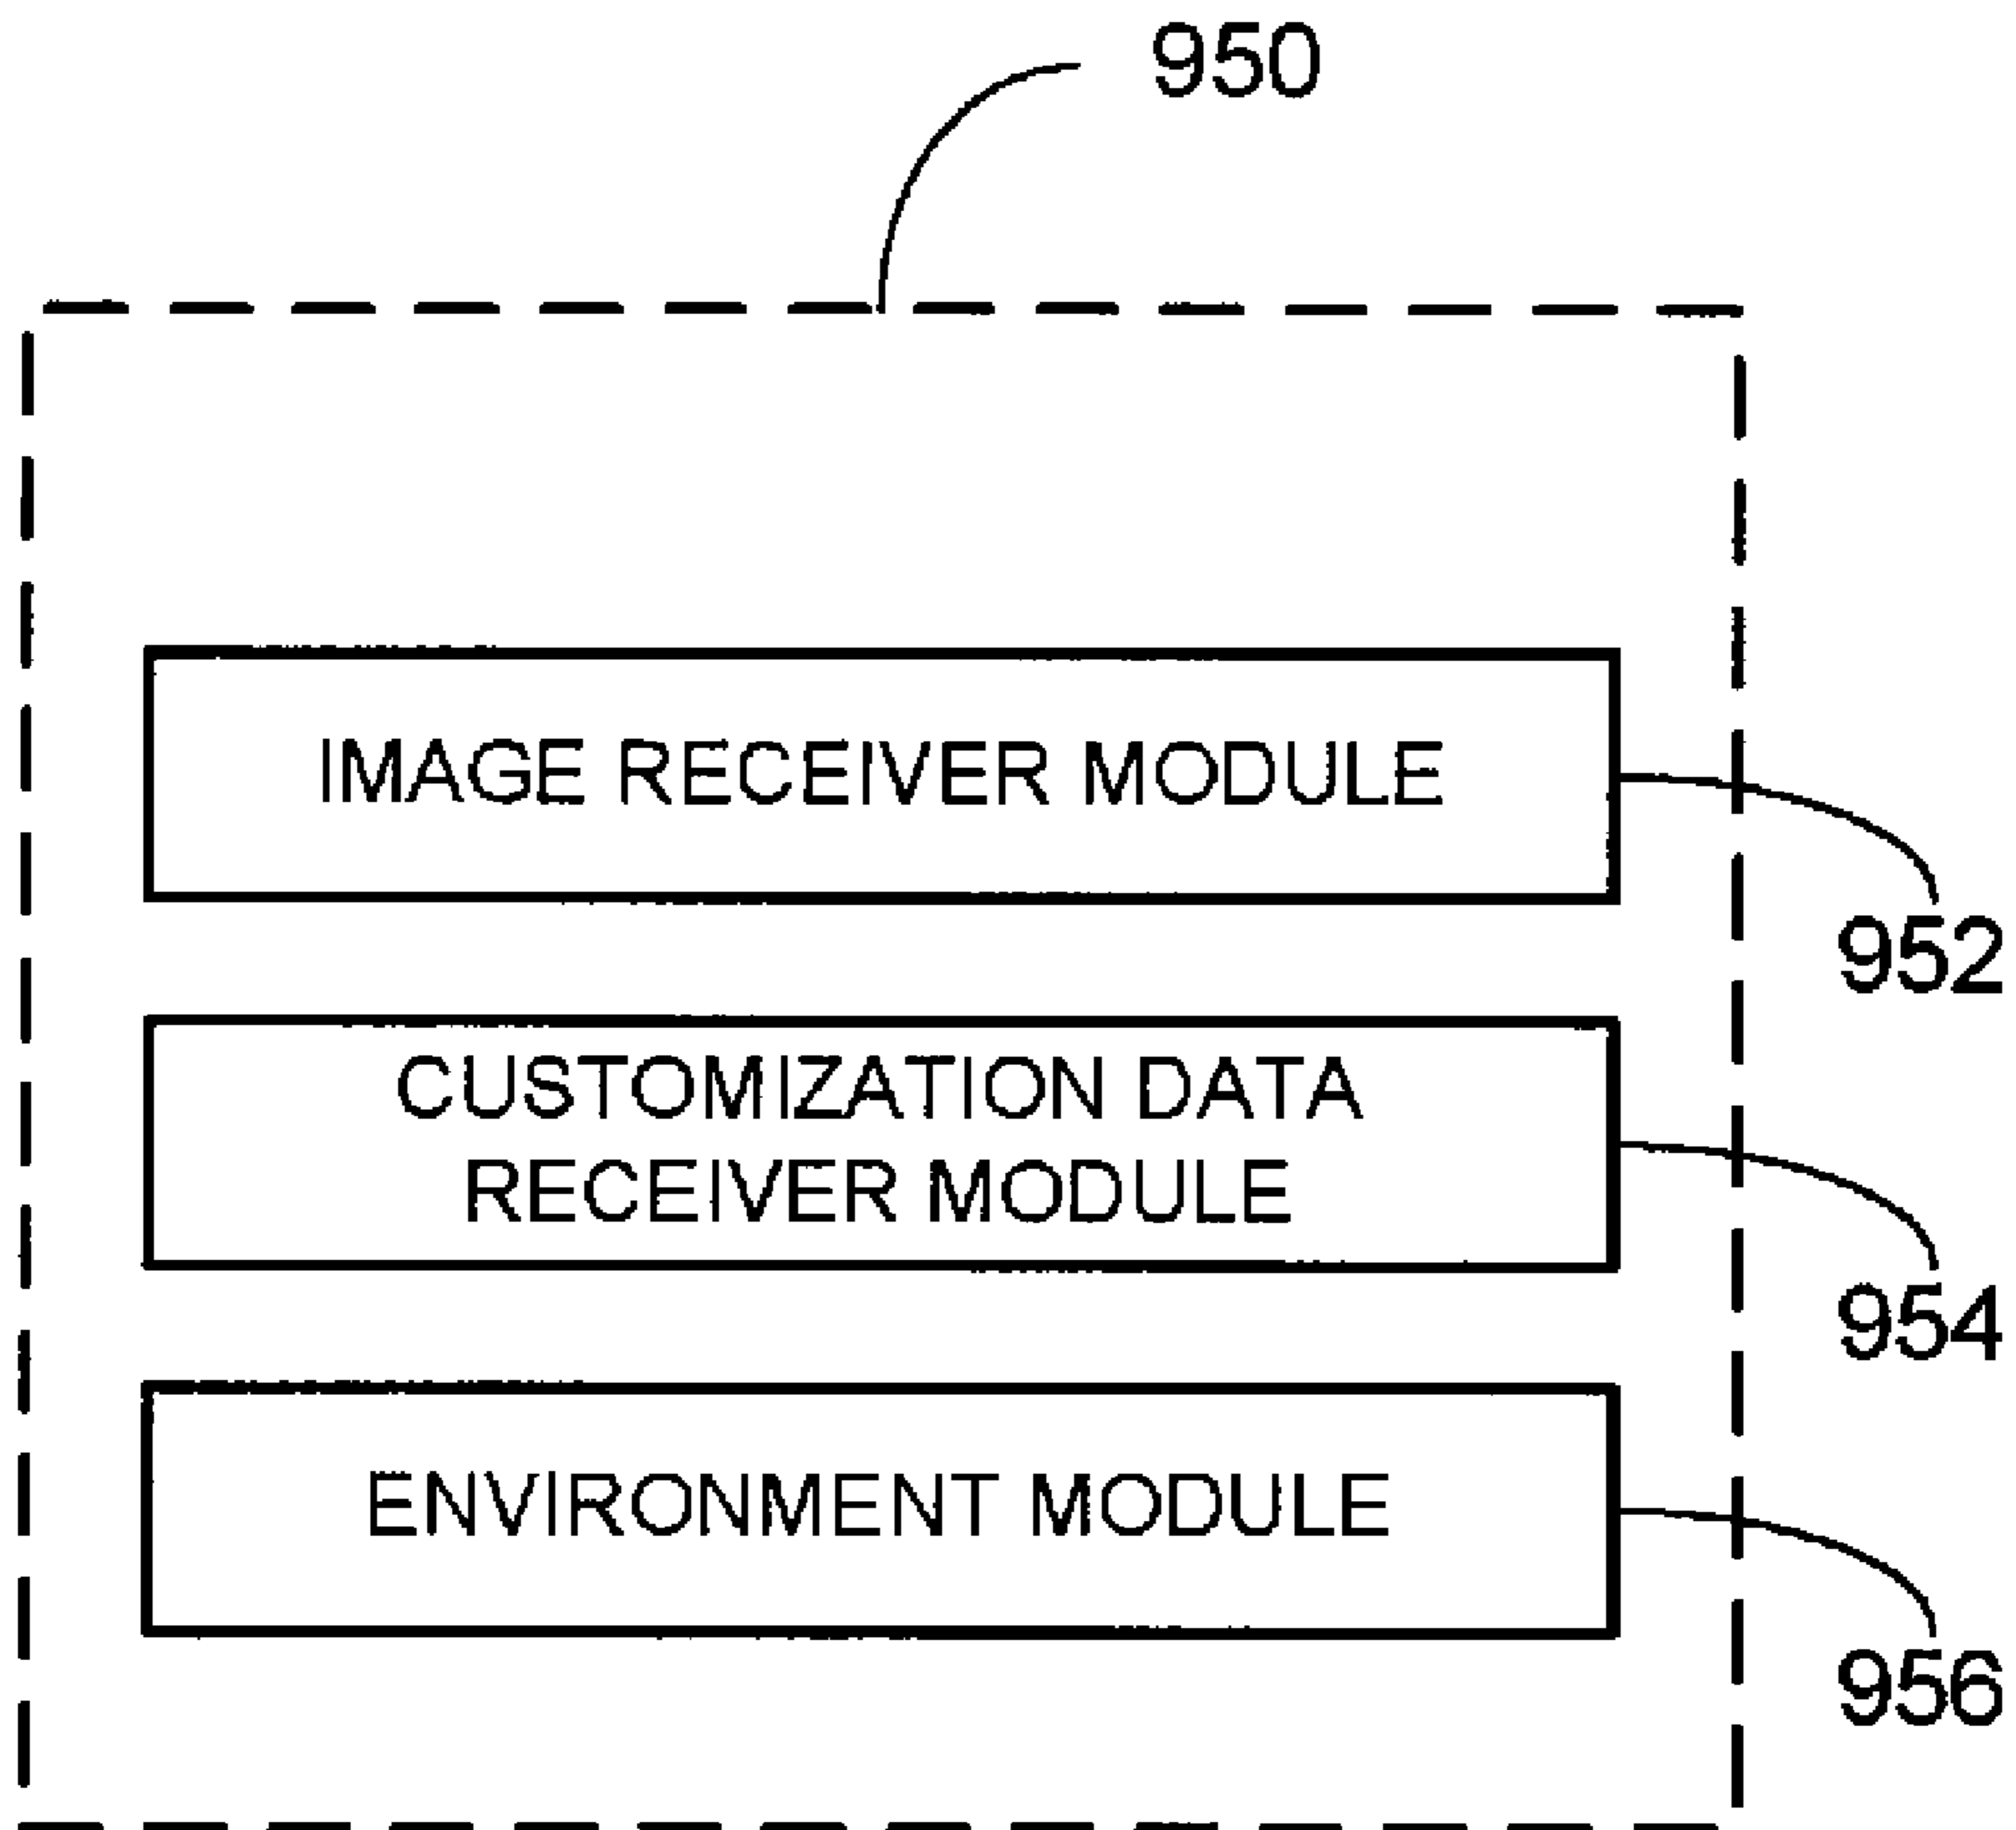 950
IMAGE RECEIVER MODULE
952
CUSTOMIZATION DATA
RECEIVER MODULE
954
ENVIRONMENT MODULE
956